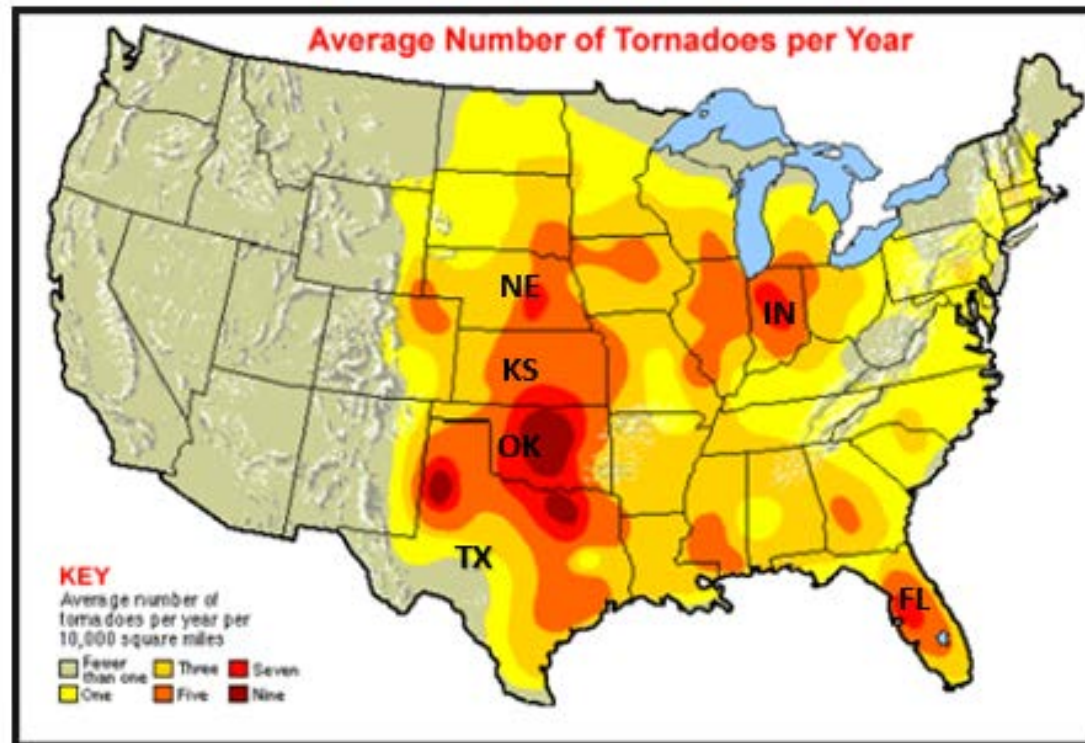 Average Number of Tornadoes per Year
NE
IN
KS
OK
TX
FL
KEY
Average number of
tornadoes per year per
10,000 square miles
Fewer than one Three Seven
One Five Nine